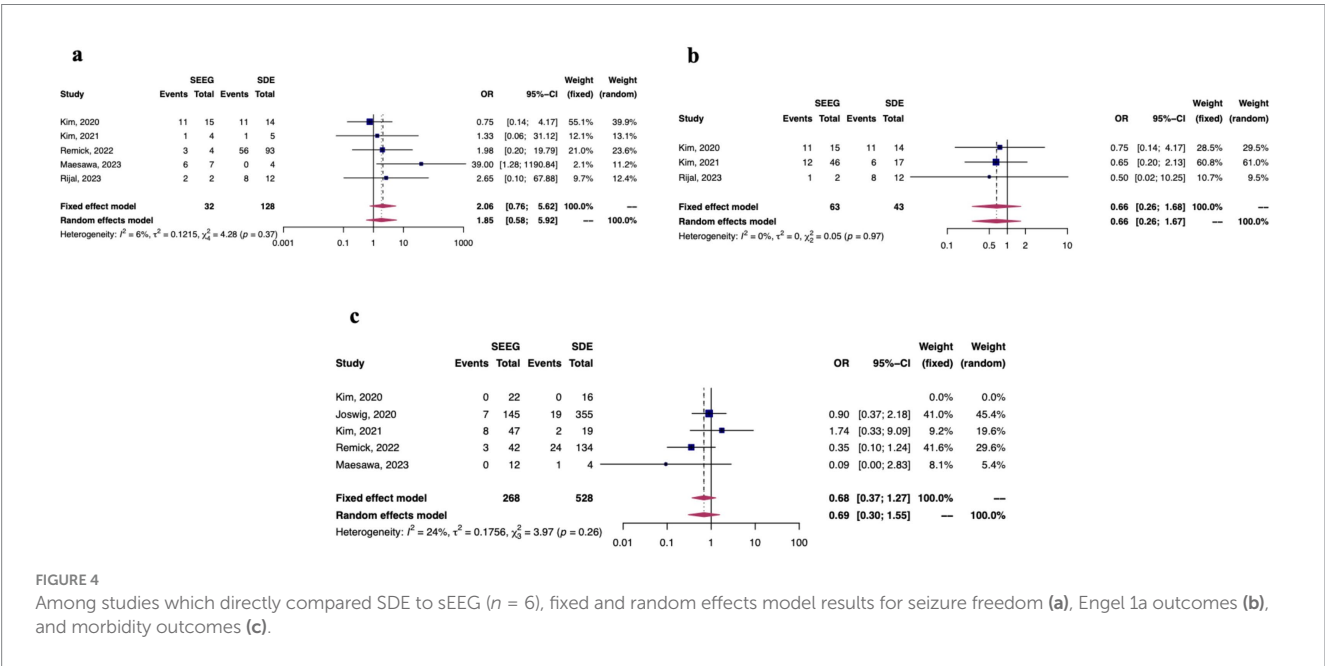 a
SEEG SDE Weight Weight
Study Events Total Events Total OR 95%–CI (fixed) (random)
Kim, 2020 11 15 11 14 0.75 [0.14; 4.17] 55.1% 39.9%
Kim, 2021 1 4 1 5 1.33 [0.06; 31.12] 12.1% 13.1%
Remick, 2022 3 4 56 93 1.98 [0.20; 19.79] 21.0% 23.6%
Maesawa, 2023 6 7 0 4 39.00 [1.28; 1190.84] 2.1% 11.2%
Rijal, 2023 2 2 8 12 2.65 [0.10; 67.88] 9.7% 12.4%
Fixed effect model 32 128 2.06 [0.76; 5.62] 100.0% ––
Random effects model 1.85 [0.58; 5.92] –– 100.0%
Heterogeneity: I² = 6%, τ² = 0.1215, χ²₄ = 4.28 (p = 0.37)
0.001 0.1 1 10 1000
b
SEEG SDE Weight Weight
Study Events Total Events Total OR 95%–CI (fixed) (random)
Kim, 2020 11 15 11 14 0.75 [0.14; 4.17] 28.5% 29.5%
Kim, 2021 12 46 6 17 0.65 [0.20; 2.13] 60.8% 61.0%
Rijal, 2023 1 2 8 12 0.50 [0.02; 10.25] 10.7% 9.5%
Fixed effect model 63 43 0.66 [0.26; 1.68] 100.0% ––
Random effects model 0.66 [0.26; 1.67] –– 100.0%
Heterogeneity: I² = 0%, τ² = 0, χ²₂ = 0.05 (p = 0.97)
0.1 0.5 1 2 10
c
SEEG SDE Weight Weight
Study Events Total Events Total OR 95%–CI (fixed) (random)
Kim, 2020 0 22 0 16 0.0% 0.0%
Joswig, 2020 7 145 19 355 0.90 [0.37; 2.18] 41.0% 45.4%
Kim, 2021 8 47 2 19 1.74 [0.33; 9.09] 9.2% 19.6%
Remick, 2022 3 42 24 134 0.35 [0.10; 1.24] 41.6% 29.6%
Maesawa, 2023 0 12 1 4 0.09 [0.00; 2.83] 8.1% 5.4%
Fixed effect model 268 528 0.68 [0.37; 1.27] 100.0% ––
Random effects model 0.69 [0.30; 1.55] –– 100.0%
Heterogeneity: I² = 24%, τ² = 0.1756, χ²₃ = 3.97 (p = 0.26)
0.01 0.1 1 10 100
FIGURE 4
Among studies which directly compared SDE to sEEG (n = 6), fixed and random effects model results for seizure freedom (a), Engel 1a outcomes (b),
and morbidity outcomes (c).